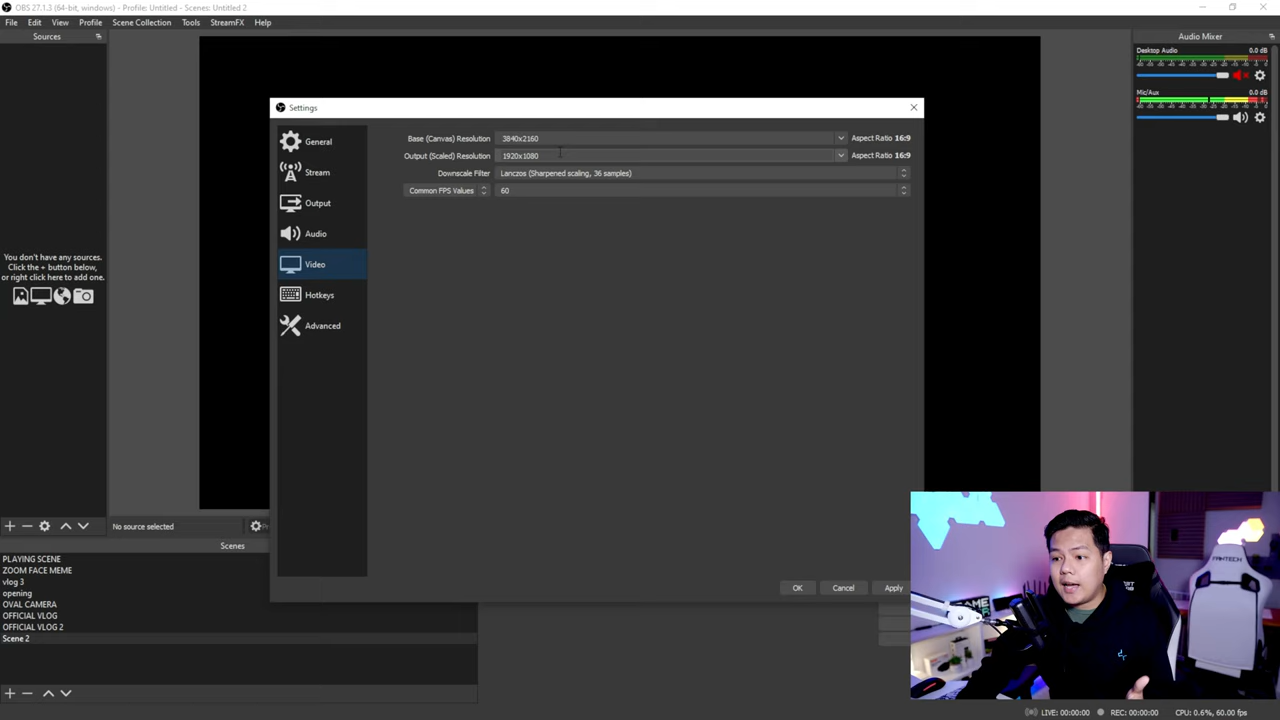 OBS 27.1.3 (64-bit, windows) - Profile: Untitled - Scenes: Untitled 2
File Edit View Profile Scene Collection Tools StreamFX Help
Sources
Audio Mixer
Desktop Audio 0.0 dB
Mic/Aux 0.0 dB
Settings
General
Stream
Output
Audio
Video
Hotkeys
Advanced
Base (Canvas) Resolution 3840x2160 Aspect Ratio 16:9
Output (Scaled) Resolution 1920x1080 Aspect Ratio 16:9
Downscale Filter Lanczos (Sharpened scaling, 36 samples)
Common FPS Values 60
You don't have any sources.
Click the + button below,
or right click here to add one.
No source selected
OK Cancel Apply
Scenes
PLAYING SCENE
ZOOM FACE MEME
vlog 3
opening
OVAL CAMERA
OFFICIAL VLOG
OFFICIAL VLOG 2
Scene 2
FANTECH
GAME
LIVE: 00:00:00 REC: 00:00:00 CPU: 0.6%, 60.00 fps